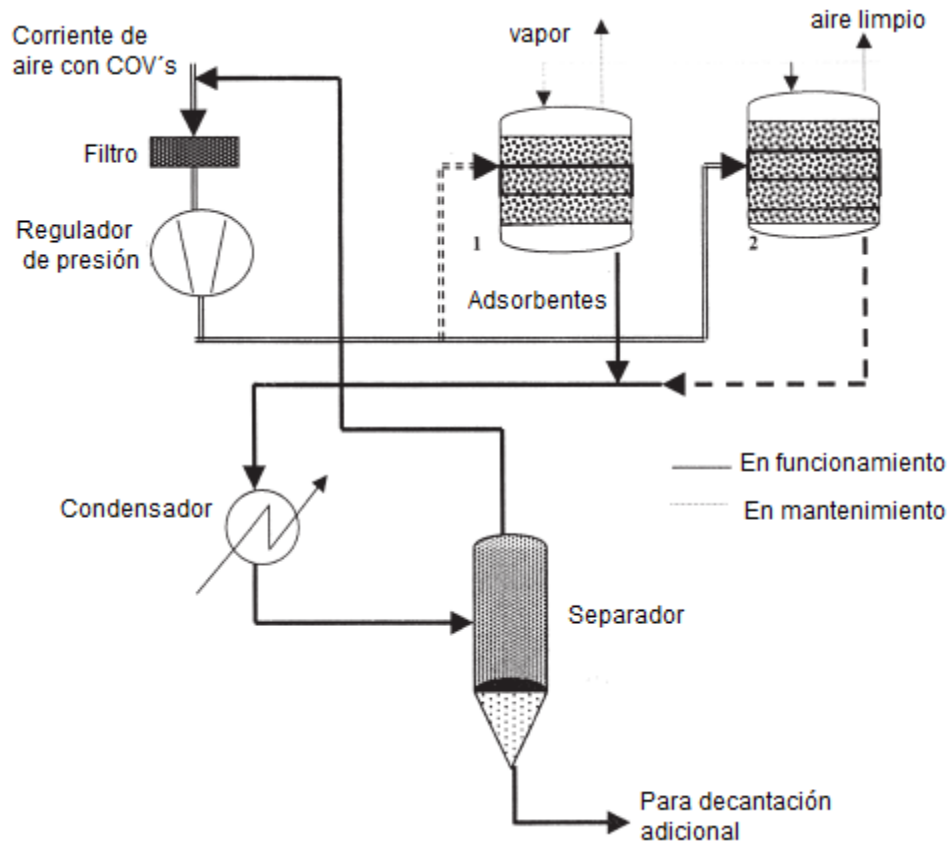 Corriente de
aire con COV´s
vapor
aire limpio
Filtro
Regulador
de presión
1
2
Adsorbentes
En funcionamiento
En mantenimiento
Condensador
Separador
Para decantación
adicional